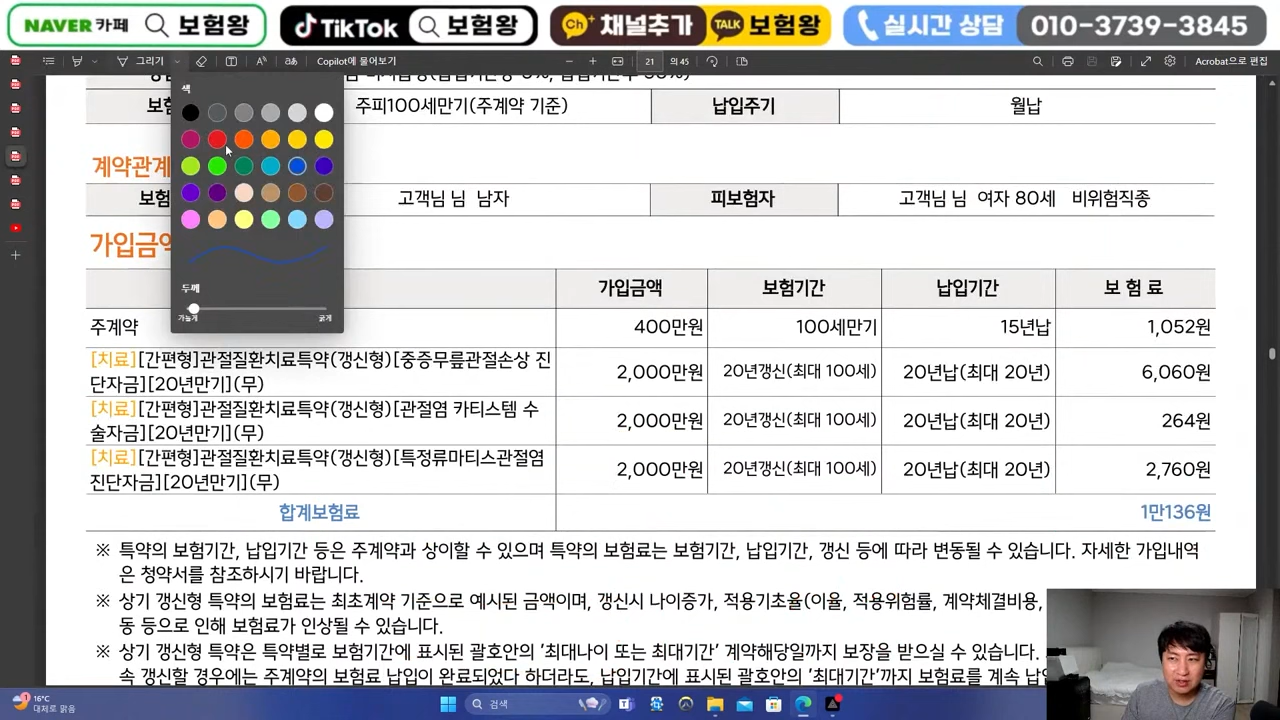 NAVER 카페 보험왕 TikTok 보험왕 Ch+ 채널추가 TALK 보험왕 실시간 상담 010-3739-3845
그리기 Copilot에 물어보기 21 의 45 Acrobat으로 편집
주피100세만기(주계약 기준) 납입주기 월납
계약관계
보험 고객님 님 남자 피보험자 고객님 님 여자 80세 비위험직종
가입금액
색
두께
가늘게 굵게
가입금액 보험기간 납입기간 보 험 료
주계약 400만원 100세만기 15년납 1,052원
[치료][간편형]관절질환치료특약(갱신형)[중증무릎관절손상 진
단자금][20년만기](무) 2,000만원 20년갱신(최대 100세) 20년납(최대 20년) 6,060원
[치료][간편형]관절질환치료특약(갱신형)[관절염 카티스템 수
술자금][20년만기](무) 2,000만원 20년갱신(최대 100세) 20년납(최대 20년) 264원
[치료][간편형]관절질환치료특약(갱신형)[특정류마티스관절염
진단자금][20년만기](무) 2,000만원 20년갱신(최대 100세) 20년납(최대 20년) 2,760원
합계보험료 1만136원
※ 특약의 보험기간, 납입기간 등은 주계약과 상이할 수 있으며 특약의 보험료는 보험기간, 납입기간, 갱신 등에 따라 변동될 수 있습니다. 자세한 가입내역
은 청약서를 참조하시기 바랍니다.
※ 상기 갱신형 특약의 보험료는 최초계약 기준으로 예시된 금액이며, 갱신시 나이증가, 적용기초율(이율, 적용위험률, 계약체결비용,
동 등으로 인해 보험료가 인상될 수 있습니다.
※ 상기 갱신형 특약은 특약별로 보험기간에 표시된 괄호안의 '최대나이 또는 최대기간' 계약해당일까지 보장을 받으실 수 있습니다.
속 갱신할 경우에는 주계약의 보험료 납입이 완료되었다 하더라도, 납입기간에 표시된 괄호안의 '최대기간'까지 보험료를 계속 납입
16°C
대체로 맑음
검색